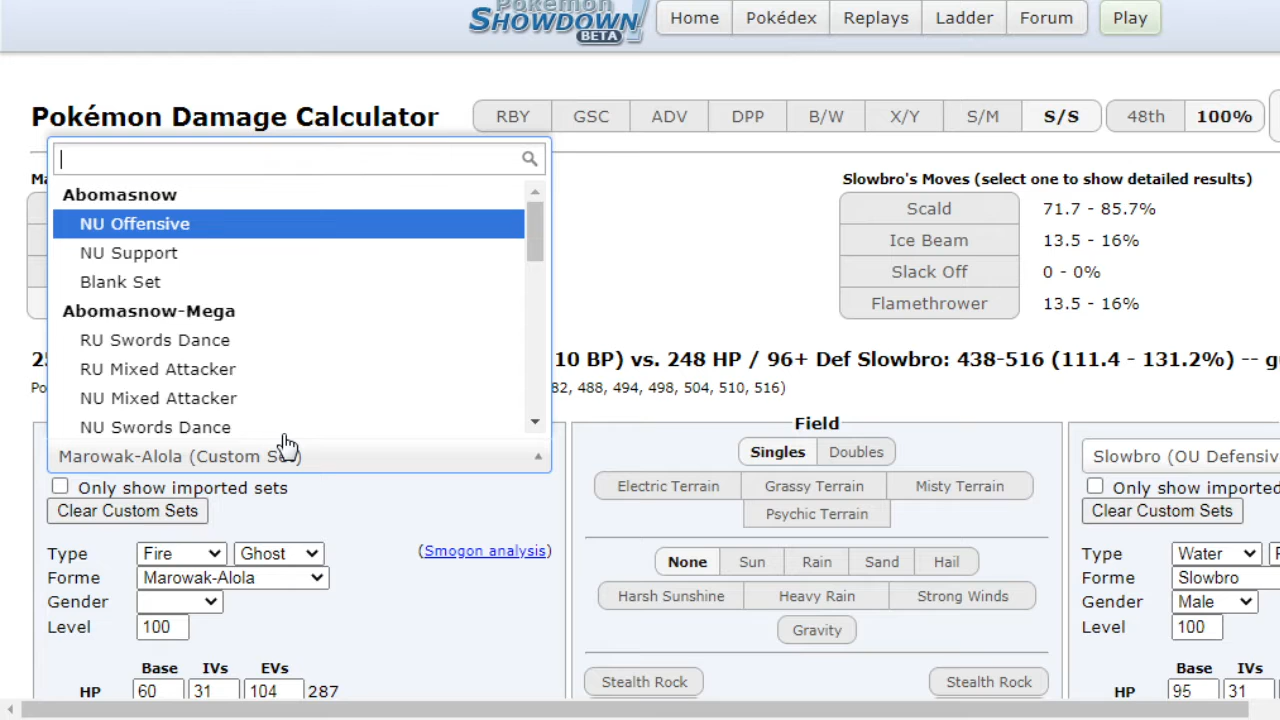 Pokémon
SHOWDOWN
BETA
Home Pokédex Replays Ladder Forum Play
Pokémon Damage Calculator
RBY GSC ADV DPP B/W X/Y S/M S/S 48th 100%
Slowbro's Moves (select one to show detailed results)
Scald 71.7 - 85.7%
Ice Beam 13.5 - 16%
Slack Off 0 - 0%
Flamethrower 13.5 - 16%
Abomasnow
NU Offensive
NU Support
Blank Set
Abomasnow-Mega
RU Swords Dance
RU Mixed Attacker
NU Mixed Attacker
NU Swords Dance
10 BP) vs. 248 HP / 96+ Def Slowbro: 438-516 (111.4 - 131.2%) --
82, 488, 494, 498, 504, 510, 516)
Marowak-Alola (Custom Set)
Only show imported sets
Clear Custom Sets
Type Fire Ghost (Smogon analysis)
Forme Marowak-Alola
Gender
Level 100
Base IVs EVs
HP 60 31 104 287
Field
Singles Doubles
Electric Terrain Grassy Terrain Misty Terrain
Psychic Terrain
None Sun Rain Sand Hail
Harsh Sunshine Heavy Rain Strong Winds
Gravity
Stealth Rock Stealth Rock
Slowbro (OU Defensiv
Only show imported
Clear Custom Sets
Type Water
Forme Slowbro
Gender Male
Level 100
Base IVs
HP 95 31